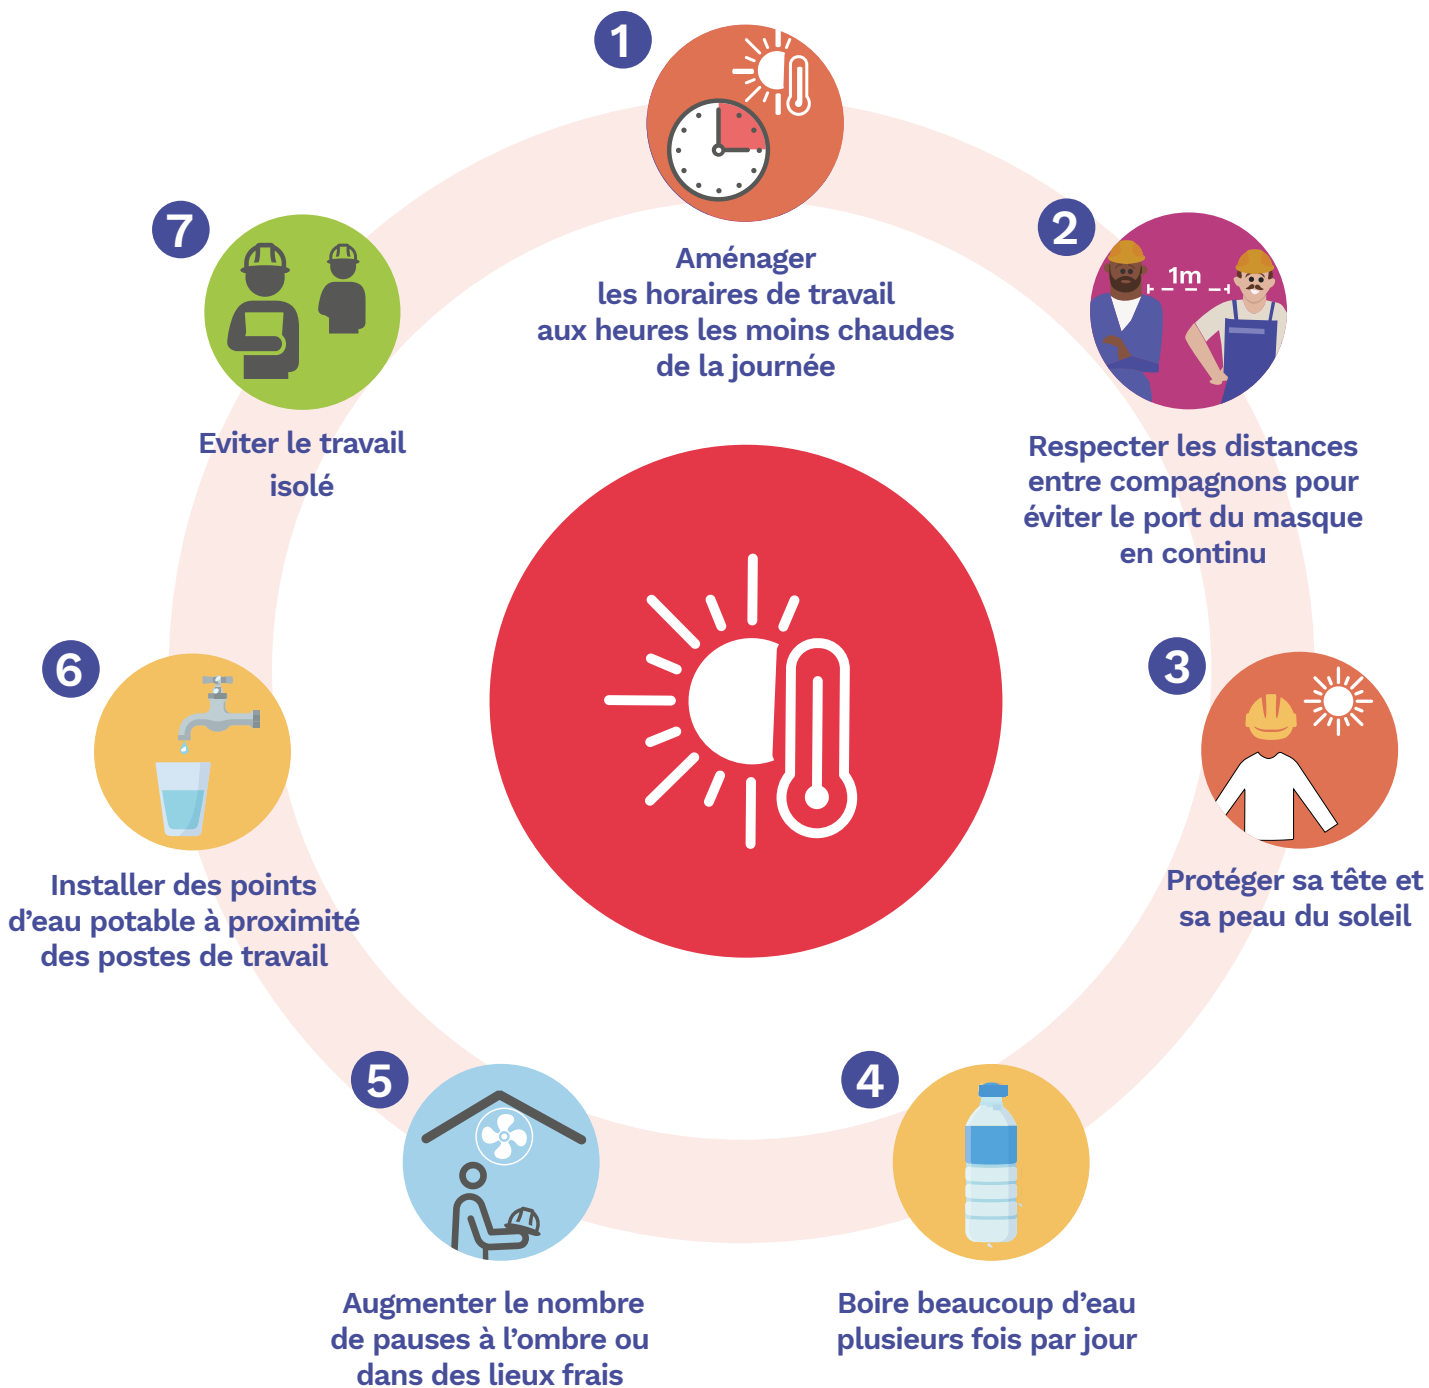 1
Aménager
les horaires de travail
aux heures les moins chaudes
de la journée
2
1m
Respecter les distances
entre compagnons pour
éviter le port du masque
en continu
3
Protéger sa tête et
sa peau du soleil
4
Boire beaucoup d’eau
plusieurs fois par jour
5
Augmenter le nombre
de pauses à l’ombre ou
dans des lieux frais
6
Installer des points
d’eau potable à proximité
des postes de travail
7
Eviter le travail
isolé